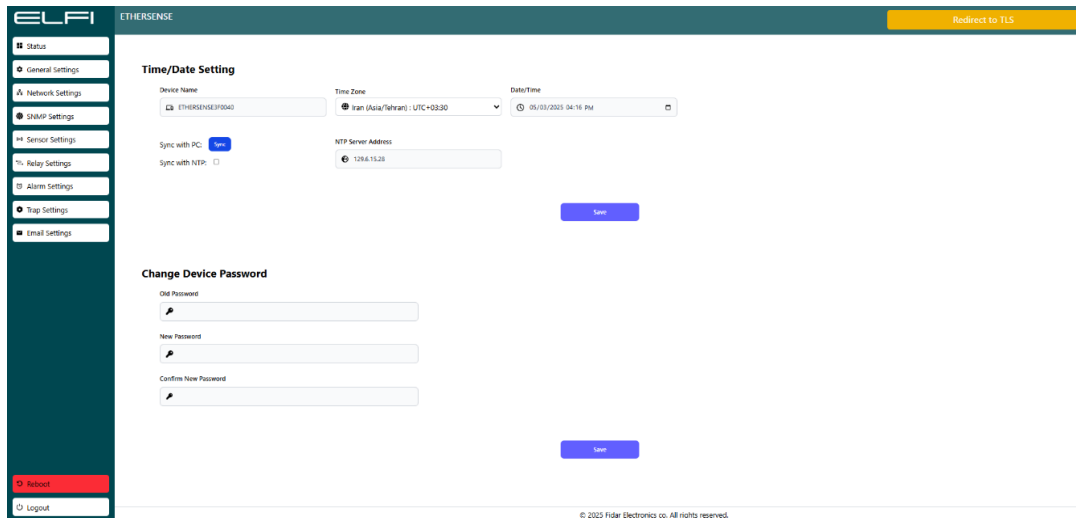 ELFI
ETHERSENSE
Redirect to TLS
Status
General Settings
Network Settings
SNMP Settings
Sensor Settings
Relay Settings
Alarm Settings
Trap Settings
Email Settings
Reboot
Logout
Time/Date Setting
Device Name
Time Zone
Date/Time
ETHERSENSE3F0040
Iran (Asia/Tehran) : UTC+03:30
05/03/2025 04:16 PM
Sync with PC: Sync
NTP Server Address
Sync with NTP:
129.6.15.28
Save
Change Device Password
Old Password
New Password
Confirm New Password
Save
© 2025 Fidar Electronics co. All rights reserved.